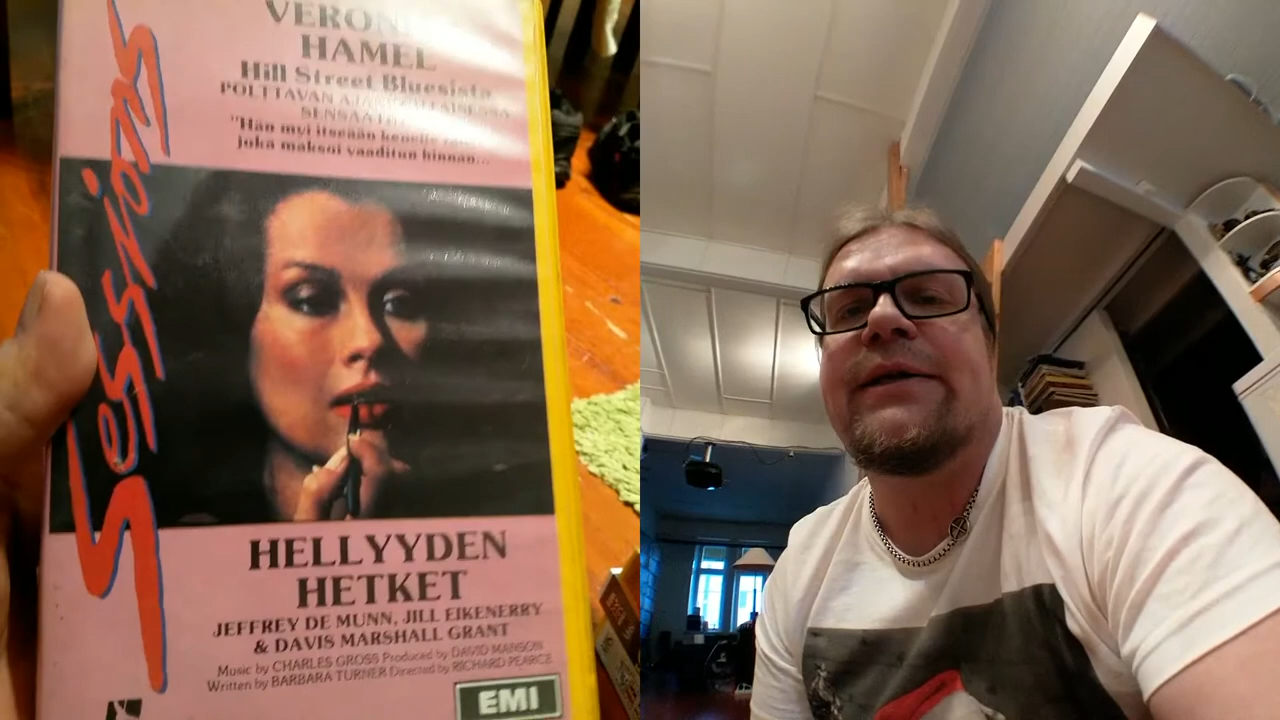 HAMEL
Hill Street Bluesista
POLTTAVAN
"Hän myi itseään
joka maksoi vaaditun hinnan...
Sessions
HELLYYDEN
HETKET
JEFFREY DE MUNN, JILL EIKENERRY
& DAVIS MARSHALL GRANT
Music by CHARLES GROSS Produced by DAVID MANSON
Written by BARBARA TURNER Directed by RICHARD PEARCE
EMI